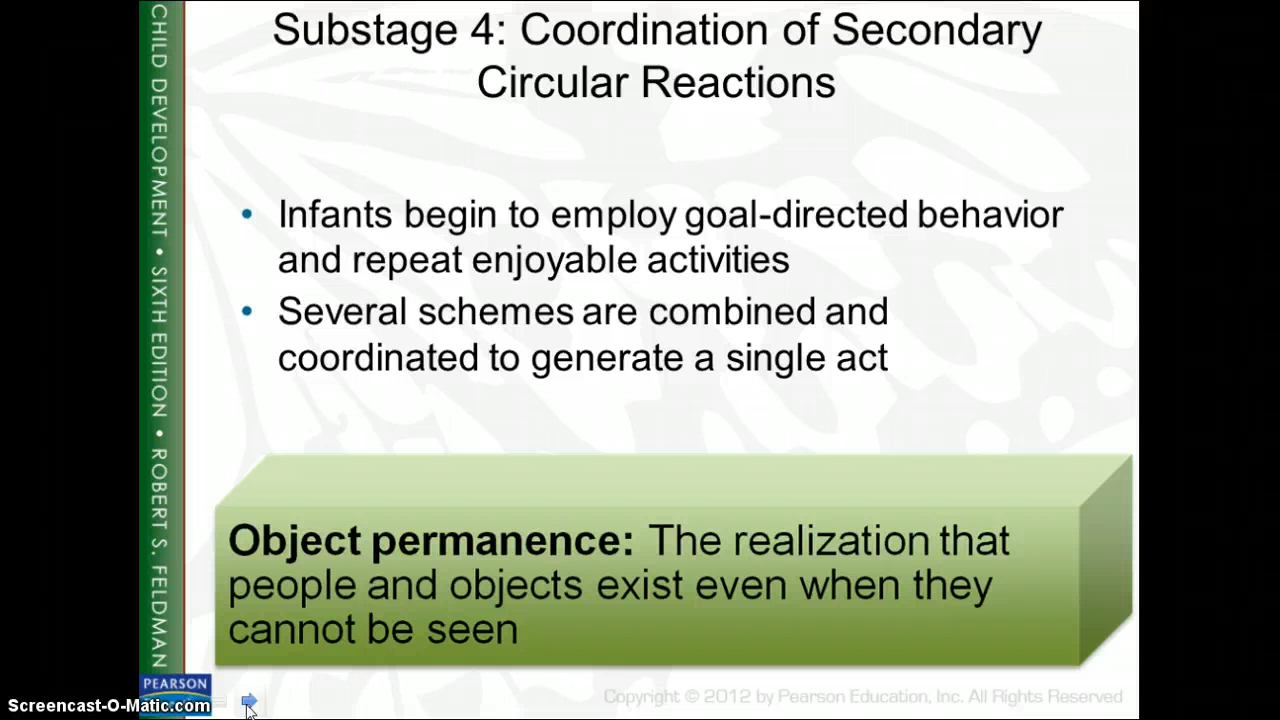 Substage 4: Coordination of Secondary
Circular Reactions
• Infants begin to employ goal-directed behavior
and repeat enjoyable activities
• Several schemes are combined and
coordinated to generate a single act
Object permanence: The realization that
people and objects exist even when they
cannot be seen
CHILD DEVELOPMENT • SIXTH EDITION • ROBERT S. FELDMAN
PEARSON
Copyright © 2012 by Pearson Education, Inc. All Rights Reserved
Screencast-O-Matic.com